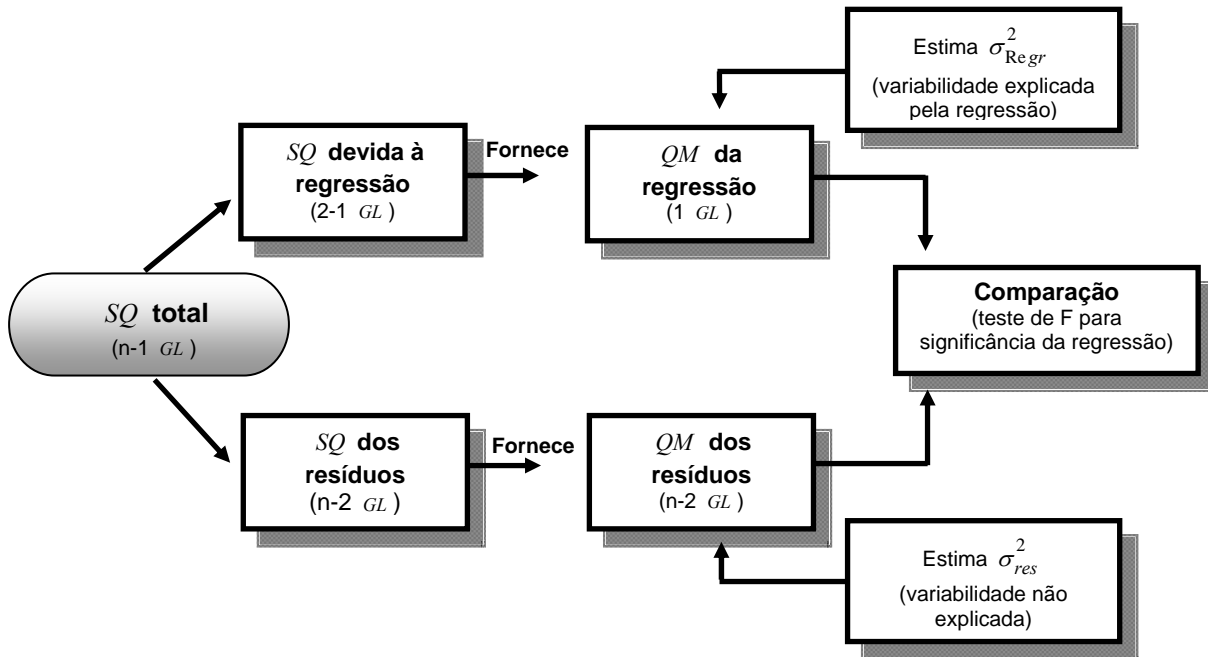 Estima σ²Regr
(variabilidade explicada
pela regressão)
SQ devida à
regressão
(2-1 GL )
Fornece
QM da
regressão
(1 GL )
SQ total
(n-1 GL )
Comparação
(teste de F para
significância da regressão)
SQ dos
resíduos
(n-2 GL )
Fornece
QM dos
resíduos
(n-2 GL )
Estima σ²res
(variabilidade não
explicada)